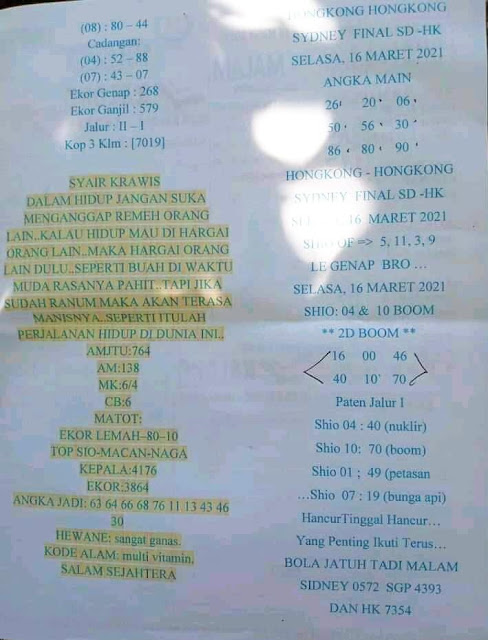 (08) : 80 – 44
Cadangan:
(04) : 52 – 88
(07) : 43 – 07
Ekor Genap : 268
Ekor Ganjil : 579
Jalur : II – I
Kop 3 Klm : [7019]
SYAIR KRAWIS
DALAM HIDUP JANGAN SUKA
MENGANGGAP REMEH ORANG
LAIN..KALAU HIDUP MAU DI HARGAI
ORANG LAIN..MAKA HARGAI ORANG
LAIN DULU..SEPERTI BUAH DI WAKTU
MUDA RASANYA PAHIT..TAPI JIKA
SUDAH RANUM MAKA AKAN TERASA
MANISNYA..SEPERTI ITULAH
PERJALANAN HIDUP DI DUNIA INI..
AM/TU:764
AM:138
MK:6/4
CB:6
MATOT:
EKOR LEMAH–80–10
TOP SIO-MACAN-NAGA
KEPALA:4176
EKOR:3864
ANGKA JADI: 63 64 66 68 76 11 13 43 46
30
HEWANE: sangat ganas.
KODE ALAM: multi vitamin.
SALAM SEJAHTERA
HONGKONG HONGKONG
SYDNEY FINAL SD -HK
SELASA, 16 MARET 2021
ANGKA MAIN
26 20 06
50 56 30
86 80 90
HONGKONG - HONGKONG
SYDNEY FINAL SD -HK
16 MARET 2021
OF => 5, 11, 3, 9
LE GENAP BRO ...
SELASA, 16 MARET 2021
SHIO: 04 & 10 BOOM
** 2D BOOM **
16 00 46
40 10 70
Paten Jalur I
Shio 04 : 40 (nuklir)
Shio 10: 70 (boom)
Shio 01 ; 49 (petasan
...Shio 07 : 19 (bunga api)
HancurTinggal Hancur...
Yang Penting Ikuti Terus...
BOLA JATUH TADI MALAM
SIDNEY 0572 SGP 4393
DAN HK 7354